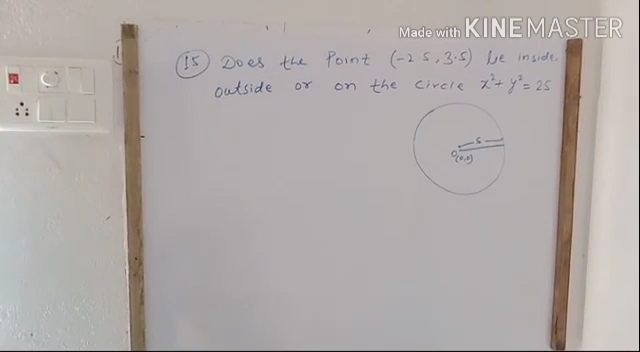 Made with KINEMASTER
15 Does the Point (-2 5, 3.5) lie inside
outside or on the circle x²+ y² = 25
5
O(0,0)